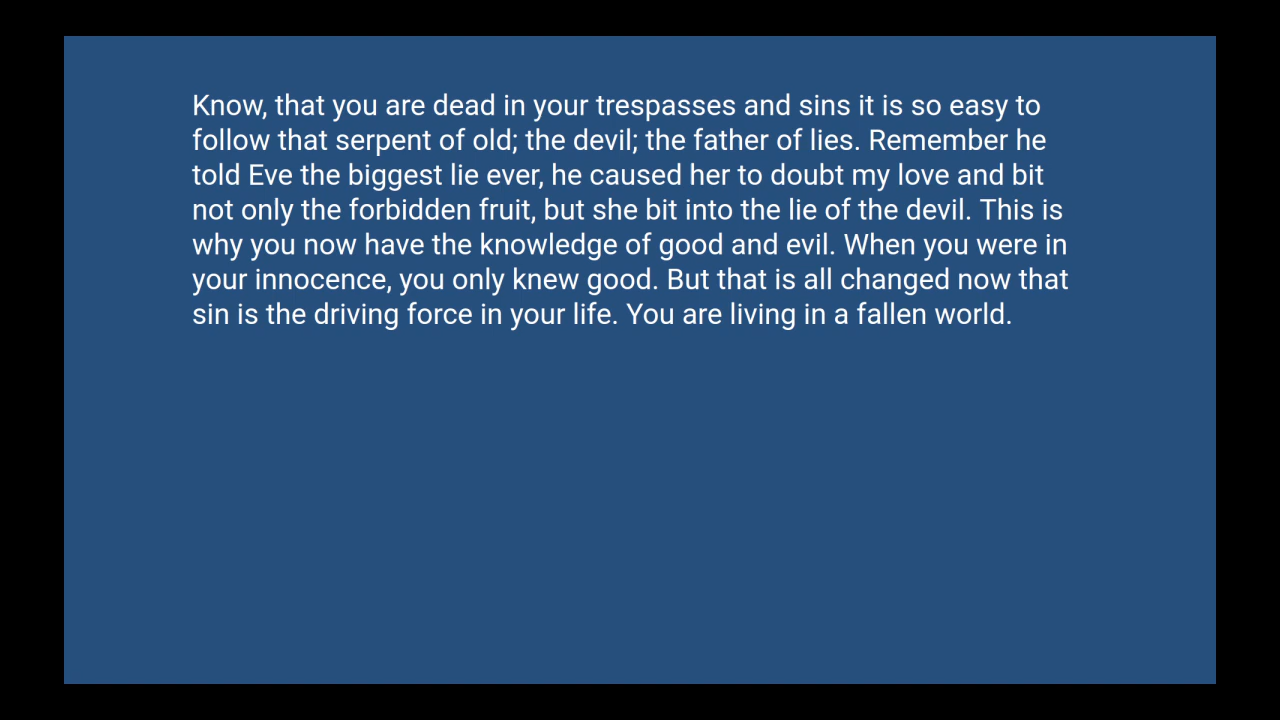 Know, that you are dead in your trespasses and sins it is so easy to
follow that serpent of old; the devil; the father of lies. Remember he
told Eve the biggest lie ever, he caused her to doubt my love and bit
not only the forbidden fruit, but she bit into the lie of the devil. This is
why you now have the knowledge of good and evil. When you were in
your innocence, you only knew good. But that is all changed now that
sin is the driving force in your life. You are living in a fallen world.